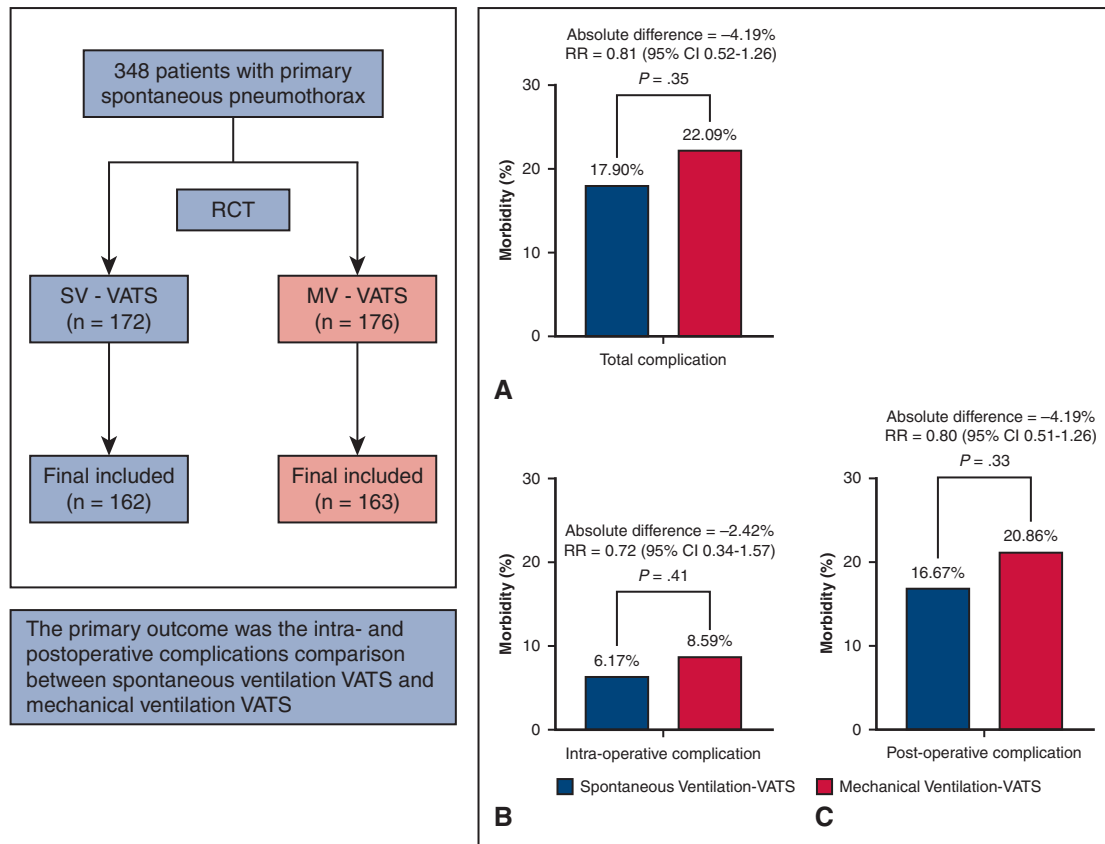 348 patients with primary
spontaneous pneumothorax
RCT
SV - VATS
(n = 172)
MV - VATS
(n = 176)
Final included
(n = 162)
Final included
(n = 163)
The primary outcome was the intra- and
postoperative complications comparison
between spontaneous ventilation VATS and
mechanical ventilation VATS
Absolute difference = –4.19%
RR = 0.81 (95% CI 0.52-1.26)
P = .35
30
20
10
0
Morbidity (%)
17.90%
22.09%
Total complication
A
Absolute difference = –2.42%
RR = 0.72 (95% CI 0.34-1.57)
P = .41
30
20
10
0
Morbidity (%)
6.17%
8.59%
Intra-operative complication
B
Absolute difference = –4.19%
RR = 0.80 (95% CI 0.51-1.26)
P = .33
30
20
10
0
Morbidity (%)
16.67%
20.86%
Post-operative complication
C
Spontaneous Ventilation-VATS
Mechanical Ventilation-VATS